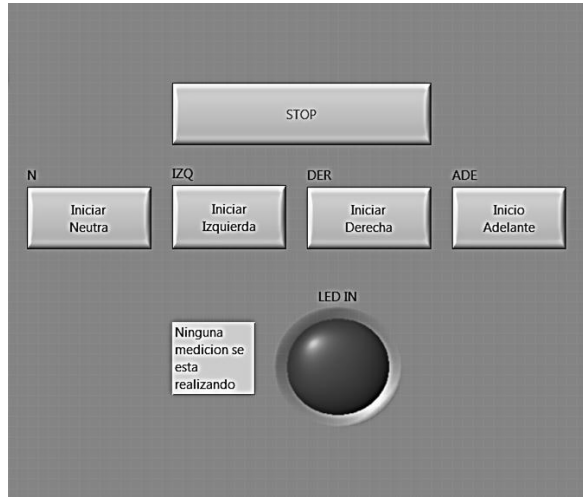 STOP
N
IZQ
DER
ADE
Iniciar
Neutra
Iniciar
Izquierda
Iniciar
Derecha
Inicio
Adelante
LED IN
Ninguna
medicion se
esta
realizando